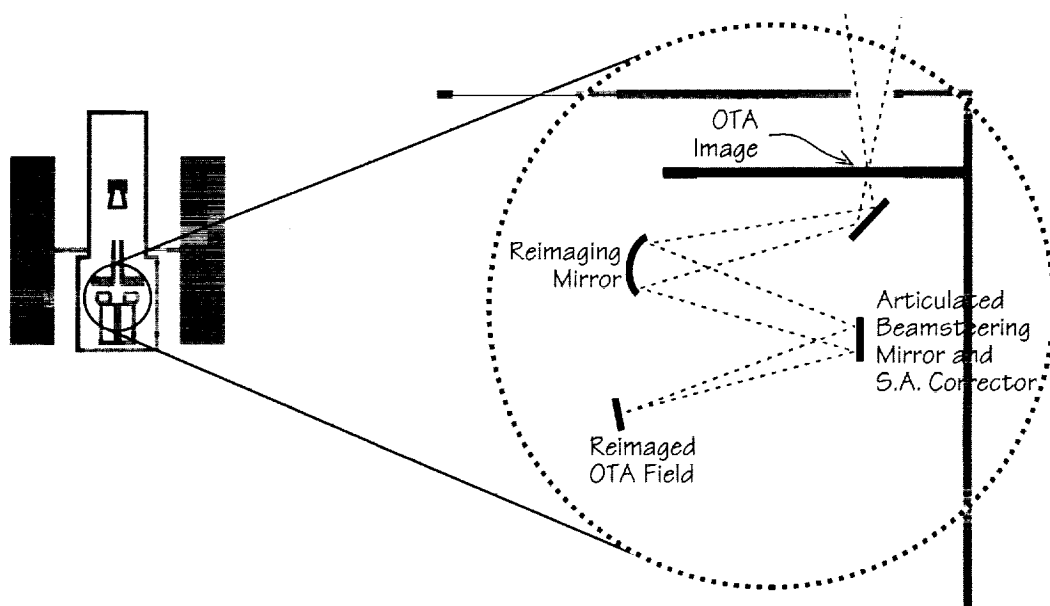 OTA
Image
Reimaging
Mirror
Articulated
Beamsteering
Mirror and
S.A. Corrector
Reimaged
OTA Field